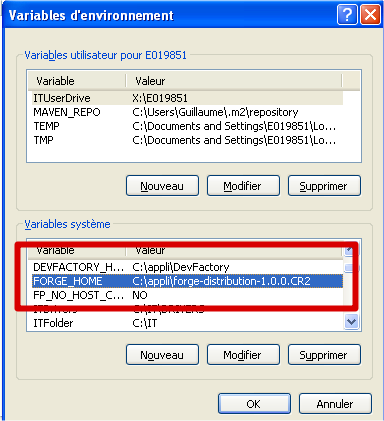 Variables d'environnement
Variables utilisateur pour E019851
Variable Valeur
ITUserDrive X:\E019851
MAVEN_REPO C:\Users\Guillaume\.m2\repository
TEMP C:\Documents and Settings\E019851\Lo...
TMP C:\Documents and Settings\E019851\Lo...
Nouveau Modifier Supprimer
Variables système
Variable Valeur
DEVFACTORY_H... C:\appli\DevFactory
FORGE_HOME C:\appli\forge-distribution-1.0.0.CR2
FP_NO_HOST_C... NO
ITDrivers C:\IT\DRIVERS
ITFolder C:\IT
Nouveau Modifier Supprimer
OK Annuler